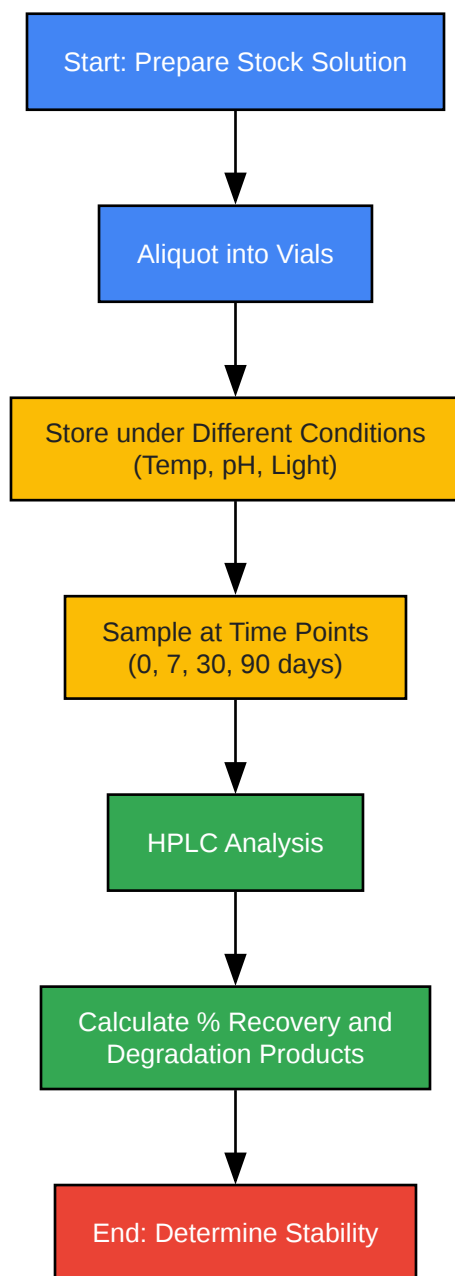 Start: Prepare Stock Solution
Aliquot into Vials
Store under Different Conditions
(Temp, pH, Light)
Sample at Time Points
(0, 7, 30, 90 days)
HPLC Analysis
Calculate % Recovery and
Degradation Products
End: Determine Stability